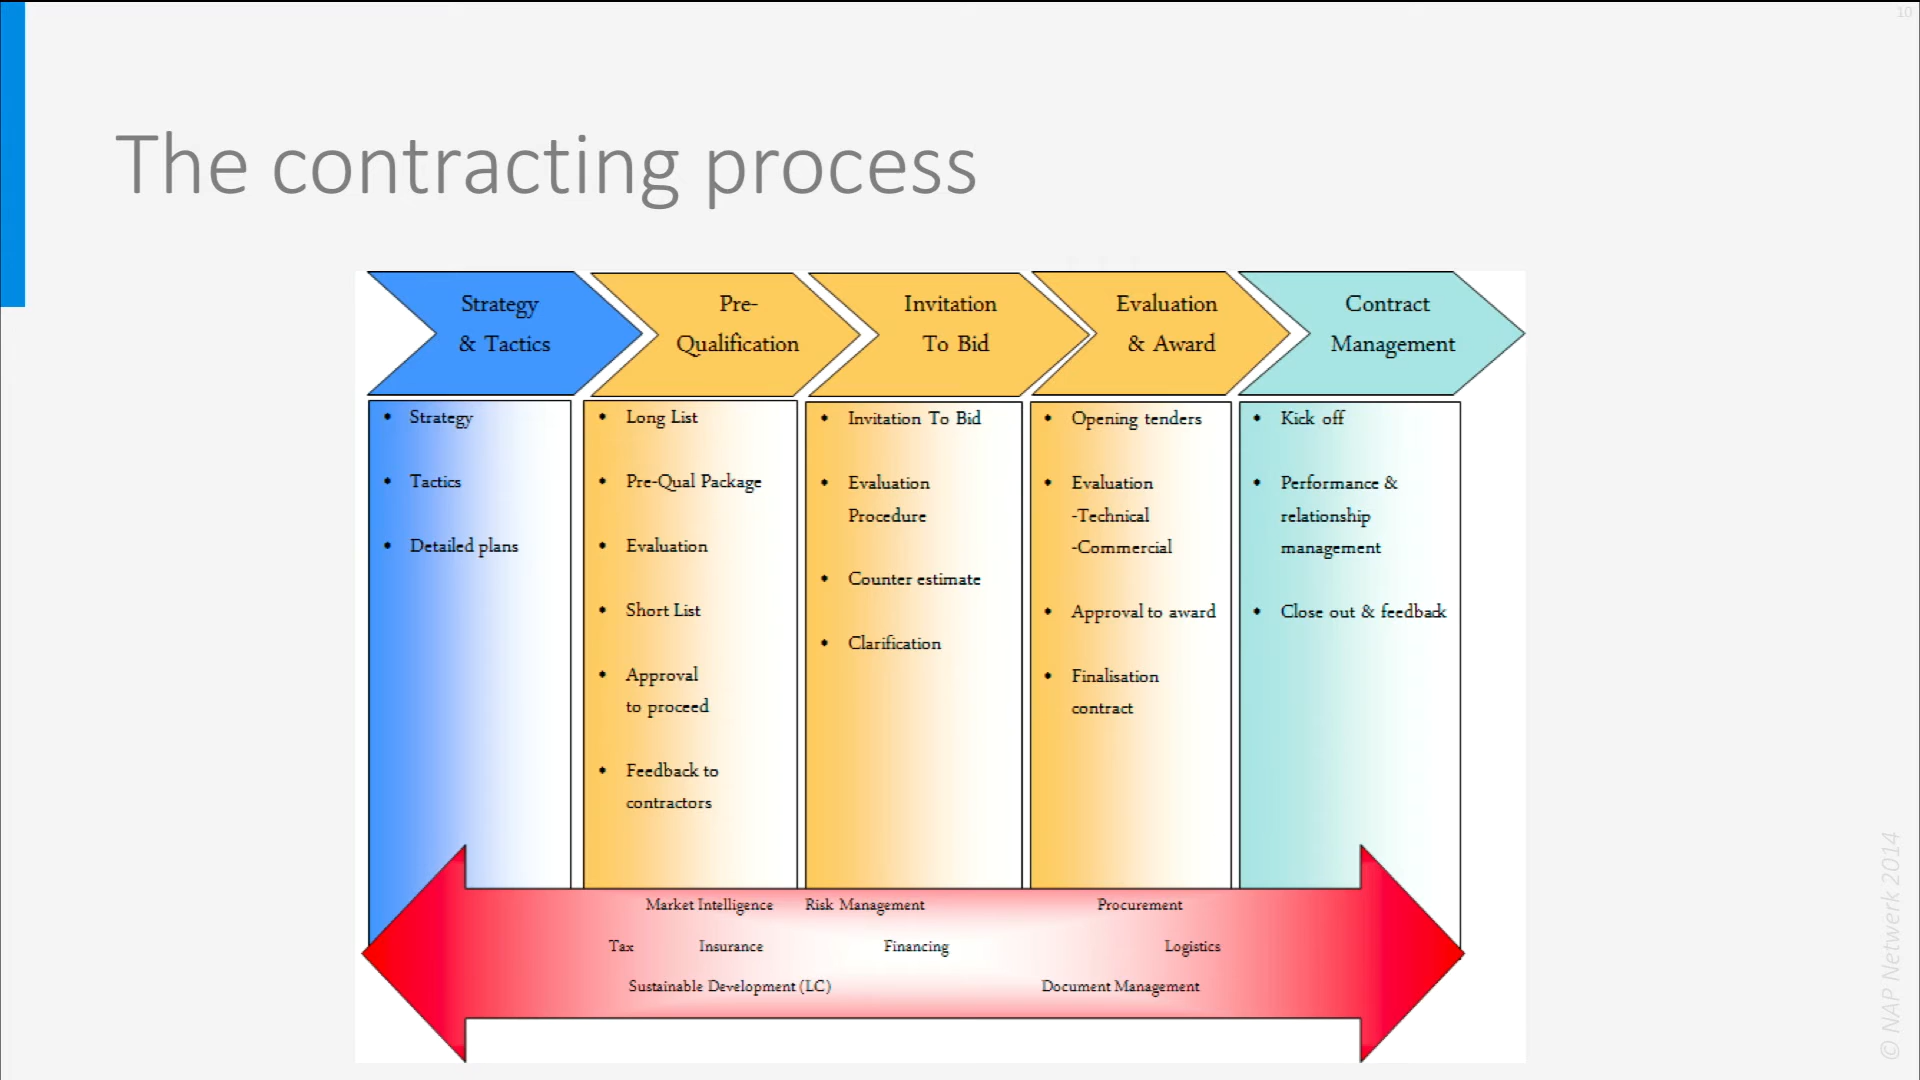 10
The contracting process
Strategy
& Tactics
Pre-
Qualification
Invitation
To Bid
Evaluation
& Award
Contract
Management
• Strategy
• Tactics
• Detailed plans
• Long List
• Pre-Qual Package
• Evaluation
• Short List
• Approval
to proceed
• Feedback to
contractors
• Invitation To Bid
• Evaluation
Procedure
• Counter estimate
• Clarification
• Opening tenders
• Evaluation
-Technical
-Commercial
• Approval to award
• Finalisation
contract
• Kick off
• Performance &
relationship
management
• Close out & feedback
Market Intelligence Risk Management Procurement
Tax Insurance Financing Logistics
Sustainable Development (LC) Document Management
© NAP Netwerk 2014